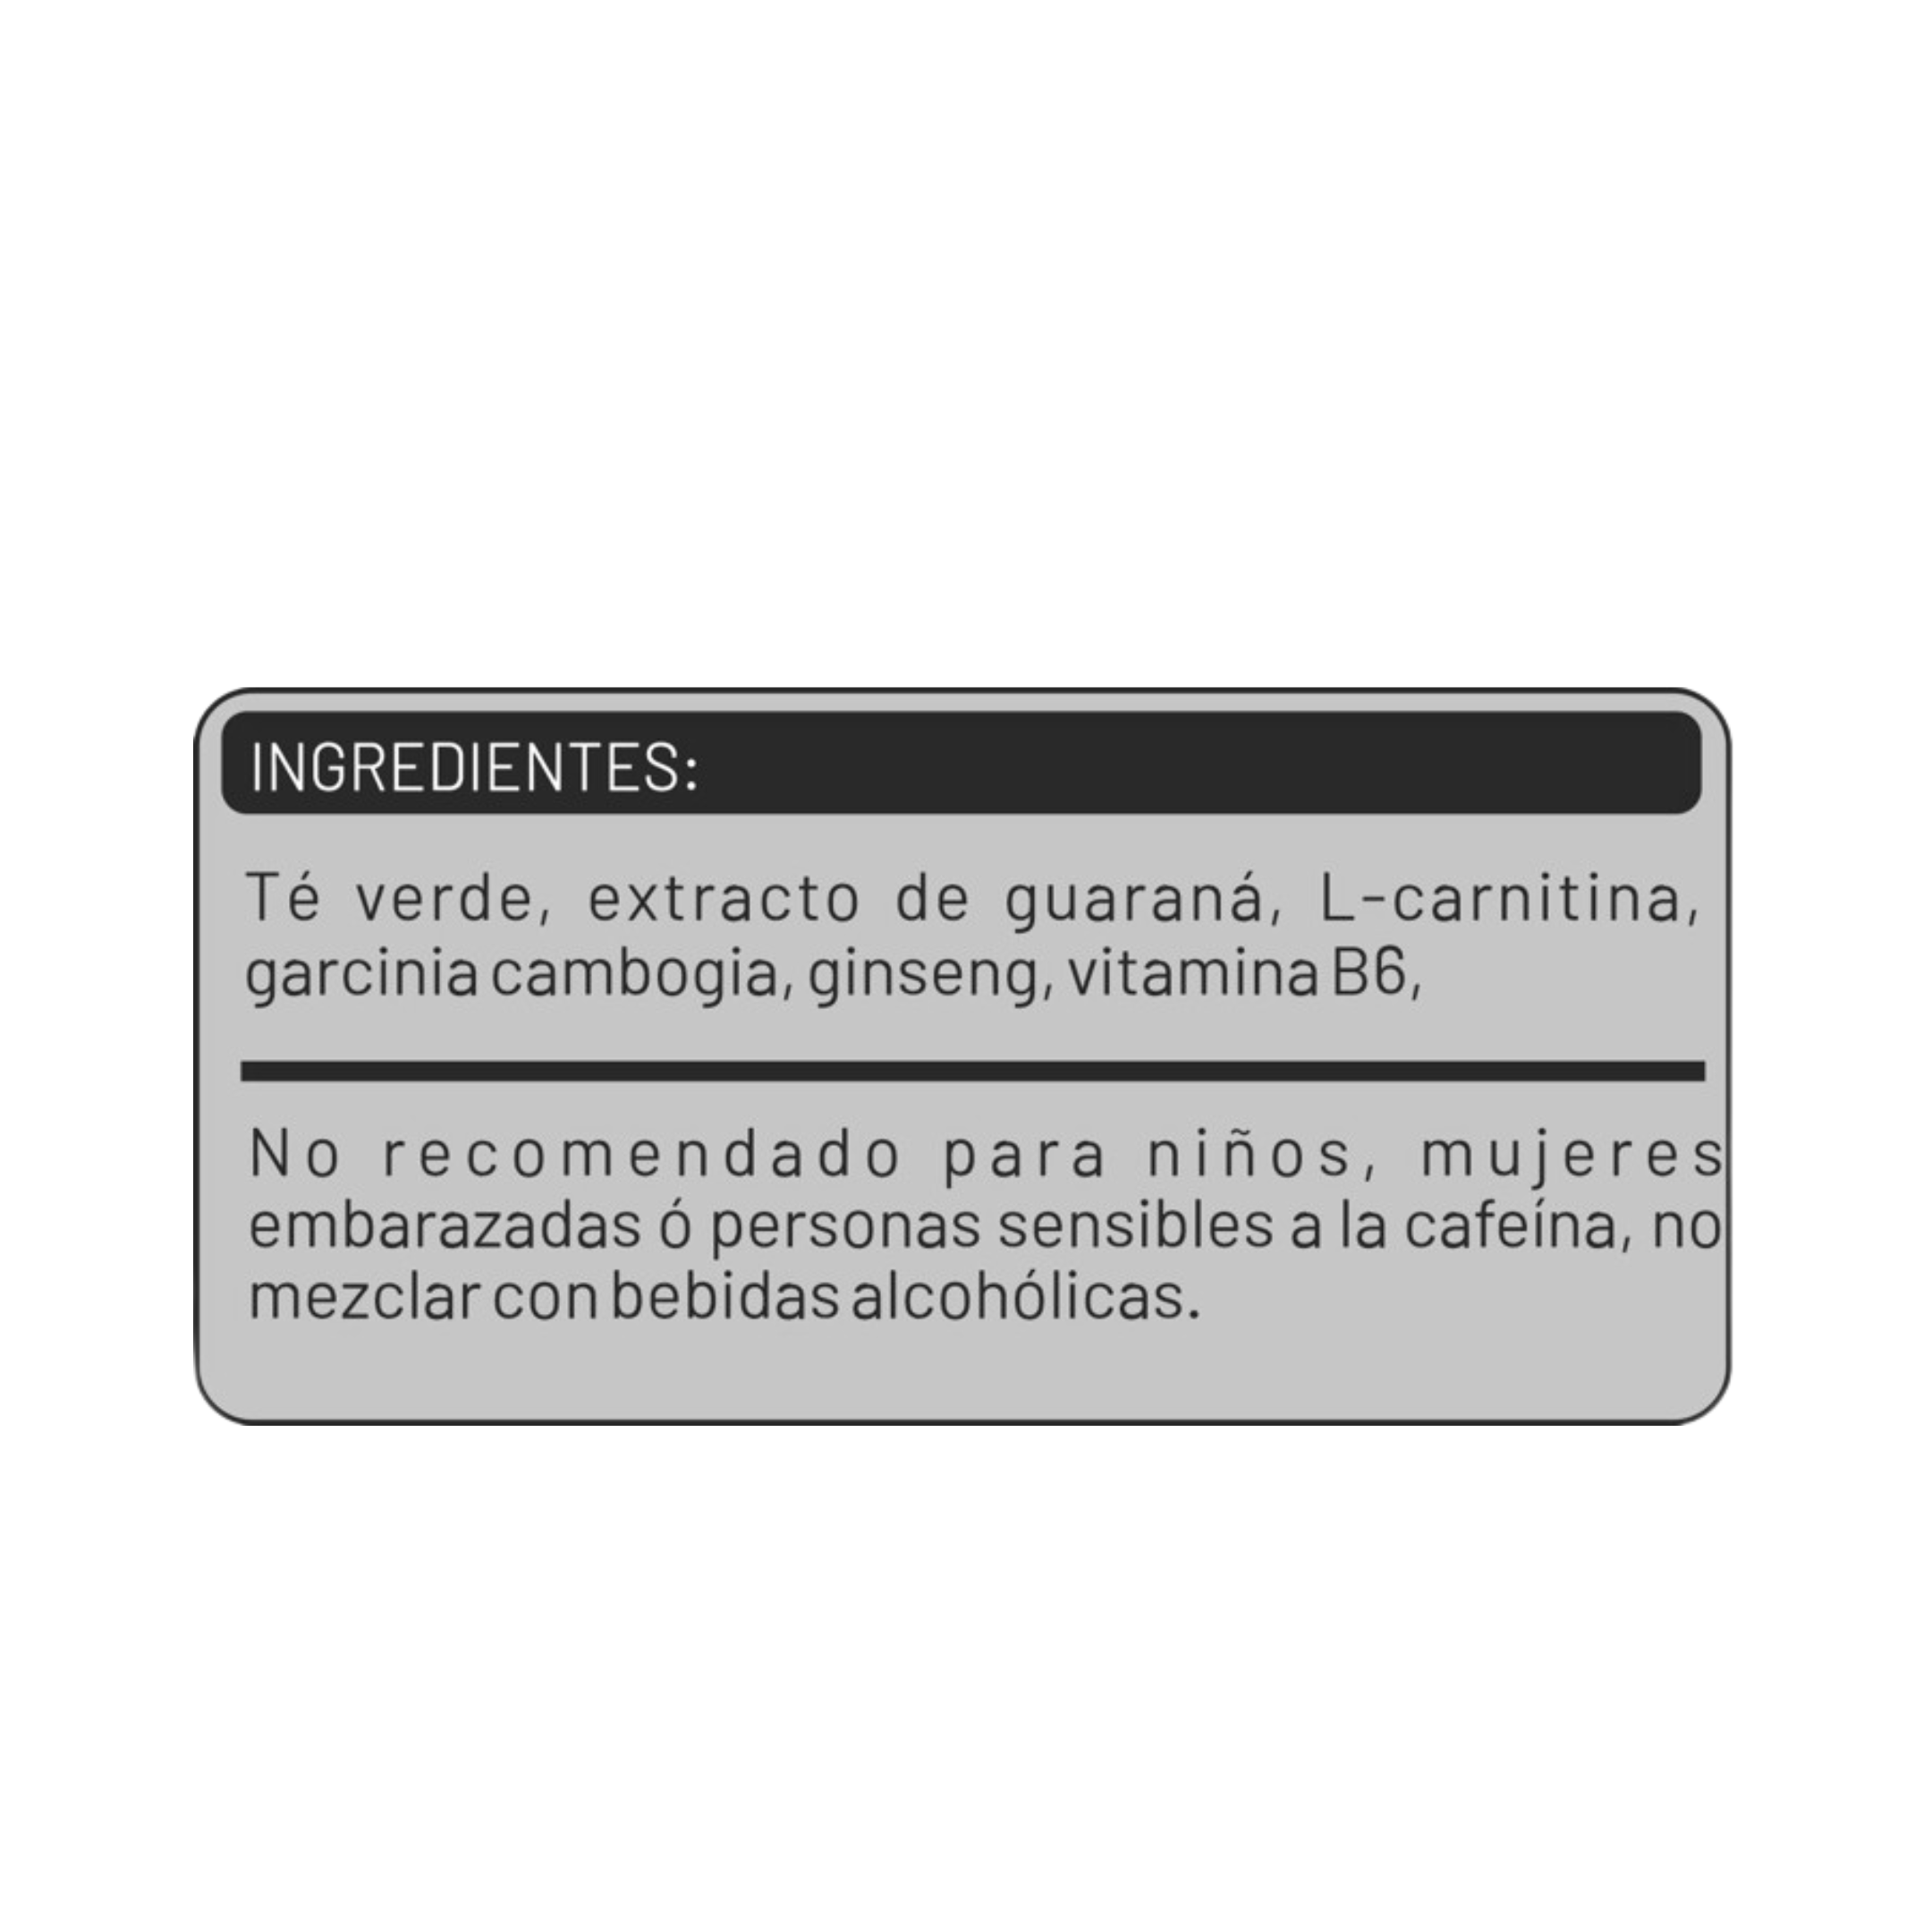 INGREDIENTES:
Té verde, extracto de guaraná, L-carnitina,
garcinia cambogia, ginseng, vitamina B6,
No recomendado para niños, mujeres
embarazadas ó personas sensibles a la cafeína, no
mezclar con bebidas alcohólicas.